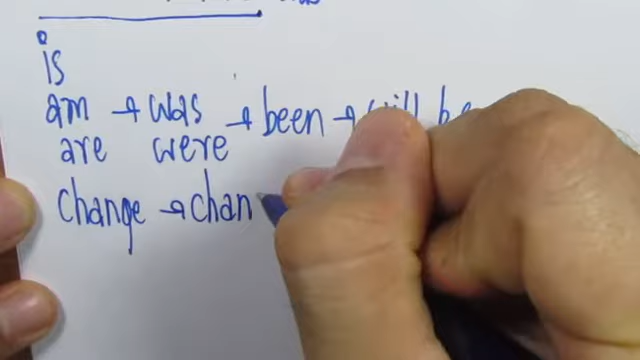 is
am → was → been → will be
are were
change → chan